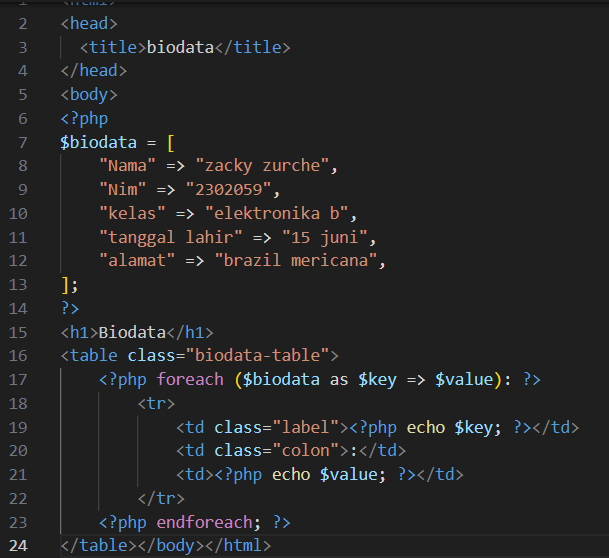 1 <html>
2 <head>
3 <title>biodata</title>
4 </head>
5 <body>
6 <?php
7 $biodata = [
8 "Nama" => "zacky zurche",
9 "Nim" => "2302059",
10 "kelas" => "elektronika b",
11 "tanggal lahir" => "15 juni",
12 "alamat" => "brazil mericana",
13 ];
14 ?>
15 <h1>Biodata</h1>
16 <table class="biodata-table">
17 <?php foreach ($biodata as $key => $value): ?>
18 <tr>
19 <td class="label"><?php echo $key; ?></td>
20 <td class="colon">:</td>
21 <td><?php echo $value; ?></td>
22 </tr>
23 <?php endforeach; ?>
24 </table></body></html>